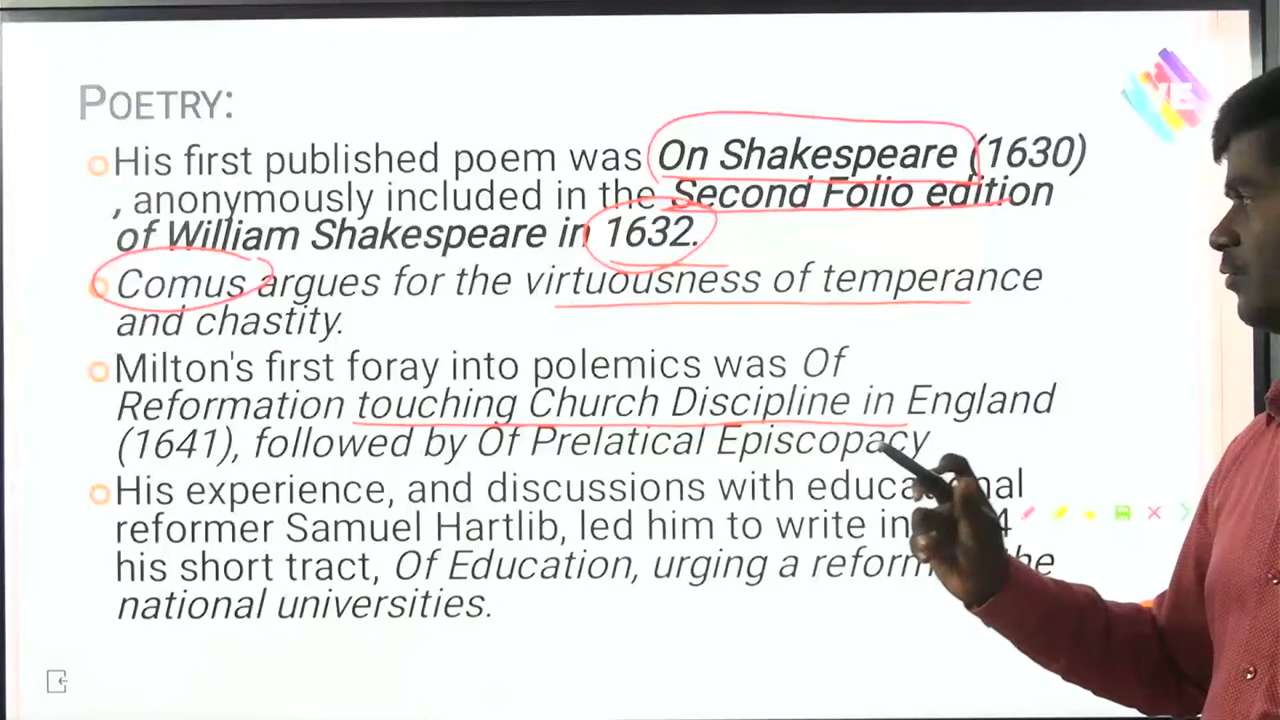 POETRY:
His first published poem was On Shakespeare (1630)
, anonymously included in the Second Folio edition
of William Shakespeare in 1632.
Comus argues for the virtuousness of temperance
and chastity.
Milton's first foray into polemics was Of
Reformation touching Church Discipline in England
(1641), followed by Of Prelatical Episcopacy
His experience, and discussions with
reformer Samuel Hartlib, led him to write in
his short tract, Of Education, urging a
national universities.
YE